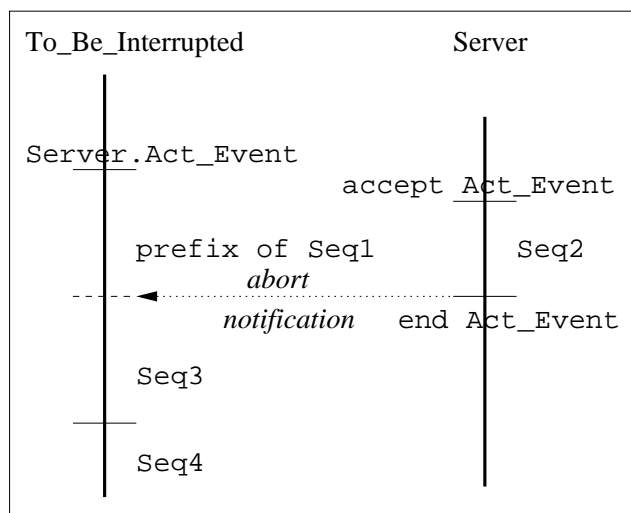 To_Be_Interrupted Server
Server.Act_Event
accept Act_Event
prefix of Seq1 Seq2
abort
notification end Act_Event
Seq3
Seq4